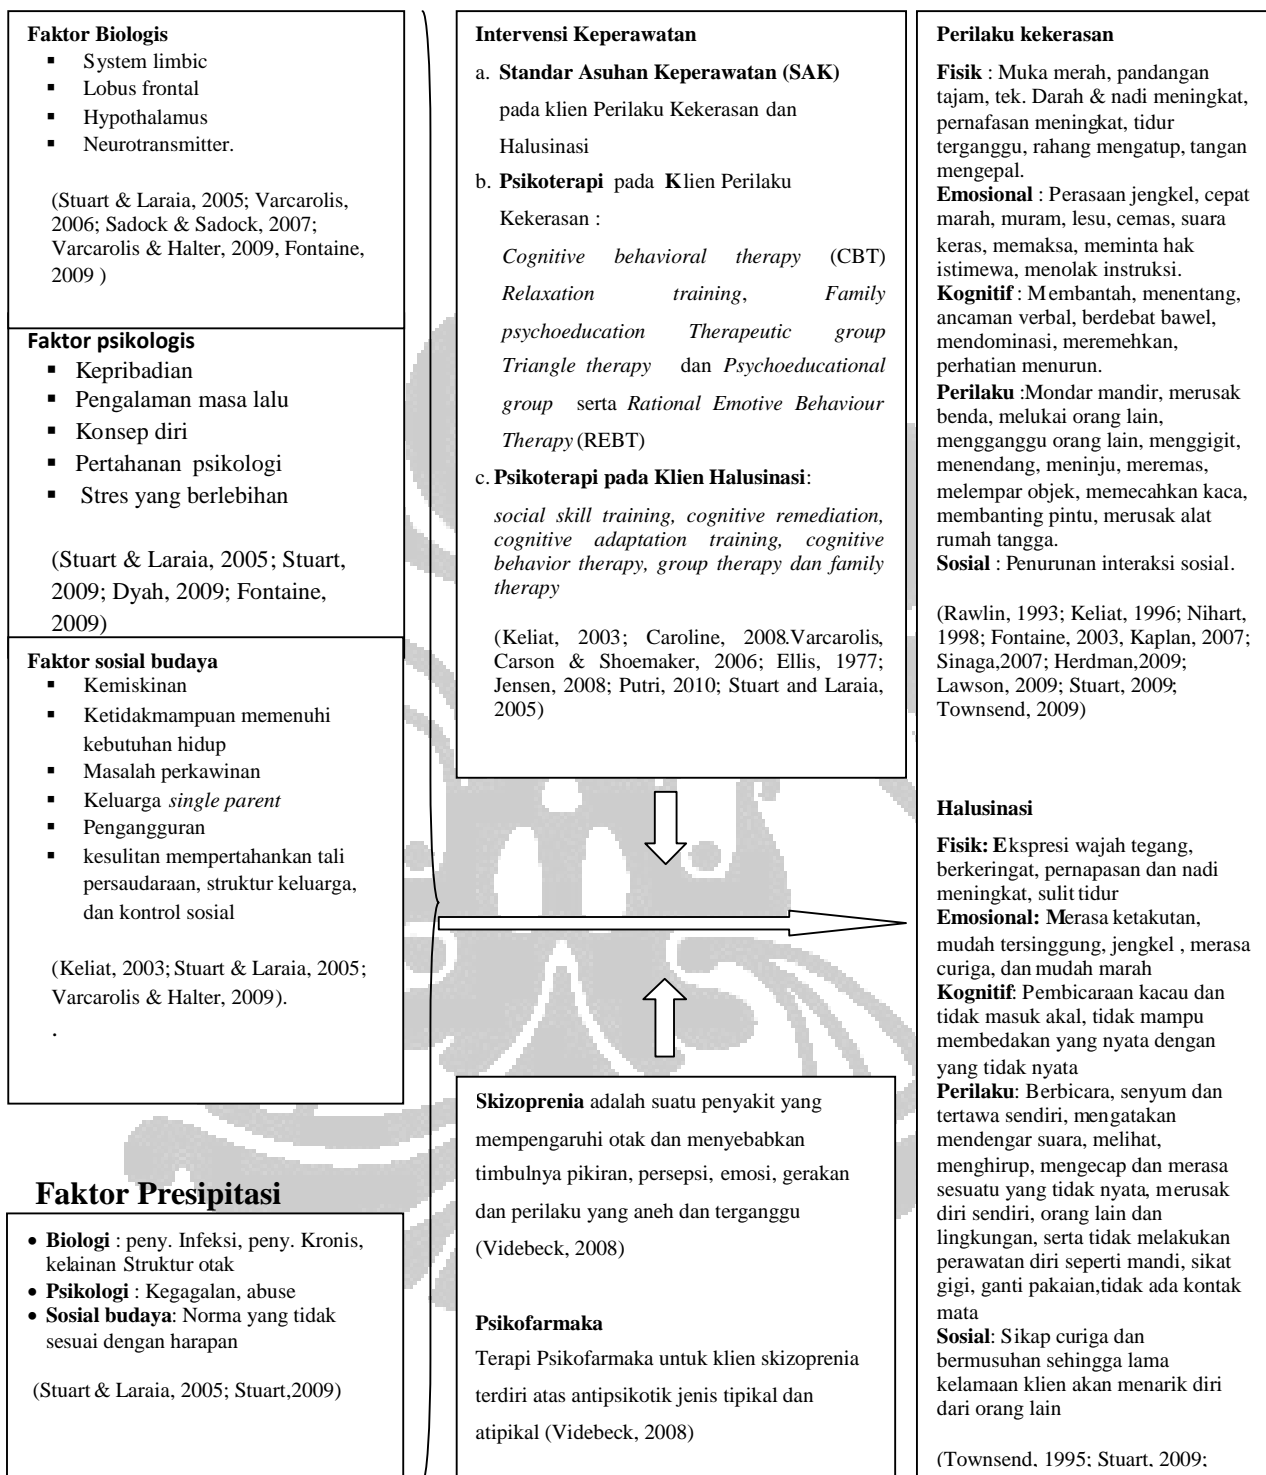 Faktor Biologis
▪ System limbic
▪ Lobus frontal
▪ Hypothalamus
▪ Neurotransmitter.
(Stuart & Laraia, 2005; Varcarolis,
2006; Sadock & Sadock, 2007;
Varcarolis & Halter, 2009, Fontaine,
2009 )
Faktor psikologis
▪ Kepribadian
▪ Pengalaman masa lalu
▪ Konsep diri
▪ Pertahanan psikologi
▪ Stres yang berlebihan
(Stuart & Laraia, 2005; Stuart,
2009; Dyah, 2009; Fontaine,
2009)
Faktor sosial budaya
▪ Kemiskinan
▪ Ketidakmampuan memenuhi
kebutuhan hidup
▪ Masalah perkawinan
▪ Keluarga single parent
▪ Pengangguran
▪ kesulitan mempertahankan tali
persaudaraan, struktur keluarga,
dan kontrol sosial
(Keliat, 2003; Stuart & Laraia, 2005;
Varcarolis & Halter, 2009).
.
Faktor Presipitasi
• Biologi : peny. Infeksi, peny. Kronis,
kelainan Struktur otak
• Psikologi : Kegagalan, abuse
• Sosial budaya: Norma yang tidak
sesuai dengan harapan
(Stuart & Laraia, 2005; Stuart,2009)
Intervensi Keperawatan
a. Standar Asuhan Keperawatan (SAK)
pada klien Perilaku Kekerasan dan
Halusinasi
b. Psikoterapi pada Klien Perilaku
Kekerasan :
Cognitive behavioral therapy (CBT)
Relaxation training, Family
psychoeducation Therapeutic group
Triangle therapy dan Psychoeducational
group serta Rational Emotive Behaviour
Therapy (REBT)
c. Psikoterapi pada Klien Halusinasi:
social skill training, cognitive remediation,
cognitive adaptation training, cognitive
behavior therapy, group therapy dan family
therapy
(Keliat, 2003; Caroline, 2008.Varcarolis,
Carson & Shoemaker, 2006; Ellis, 1977;
Jensen, 2008; Putri, 2010; Stuart and Laraia,
2005)
Skizoprenia adalah suatu penyakit yang
mempengaruhi otak dan menyebabkan
timbulnya pikiran, persepsi, emosi, gerakan
dan perilaku yang aneh dan terganggu
(Videbeck, 2008)
Psikofarmaka
Terapi Psikofarmaka untuk klien skizoprenia
terdiri atas antipsikotik jenis tipikal dan
atipikal (Videbeck, 2008)
Perilaku kekerasan
Fisik : Muka merah, pandangan
tajam, tek. Darah & nadi meningkat,
pernafasan meningkat, tidur
terganggu, rahang mengatup, tangan
mengepal.
Emosional : Perasaan jengkel, cepat
marah, muram, lesu, cemas, suara
keras, memaksa, meminta hak
istimewa, menolak instruksi.
Kognitif : Membantah, menentang,
ancaman verbal, berdebat bawel,
mendominasi, meremehkan,
perhatian menurun.
Perilaku :Mondar mandir, merusak
benda, melukai orang lain,
mengganggu orang lain, menggigit,
menendang, meninju, meremas,
melempar objek, memecahkan kaca,
membanting pintu, merusak alat
rumah tangga.
Sosial : Penurunan interaksi sosial.
(Rawlin, 1993; Keliat, 1996; Nihart,
1998; Fontaine, 2003, Kaplan, 2007;
Sinaga,2007; Herdman,2009;
Lawson, 2009; Stuart, 2009;
Townsend, 2009)
Halusinasi
Fisik: Ekspresi wajah tegang,
berkeringat, pernapasan dan nadi
meningkat, sulit tidur
Emosional: Merasa ketakutan,
mudah tersinggung, jengkel , merasa
curiga, dan mudah marah
Kognitif: Pembicaraan kacau dan
tidak masuk akal, tidak mampu
membedakan yang nyata dengan
yang tidak nyata
Perilaku: Berbicara, senyum dan
tertawa sendiri, mengatakan
mendengar suara, melihat,
menghirup, mengecap dan merasa
sesuatu yang tidak nyata, merusak
diri sendiri, orang lain dan
lingkungan, serta tidak melakukan
perawatan diri seperti mandi, sikat
gigi, ganti pakaian,tidak ada kontak
mata
Sosial: Sikap curiga dan
bermusuhan sehingga lama
kelamaan klien akan menarik diri
dari orang lain
(Townsend, 1995; Stuart, 2009;